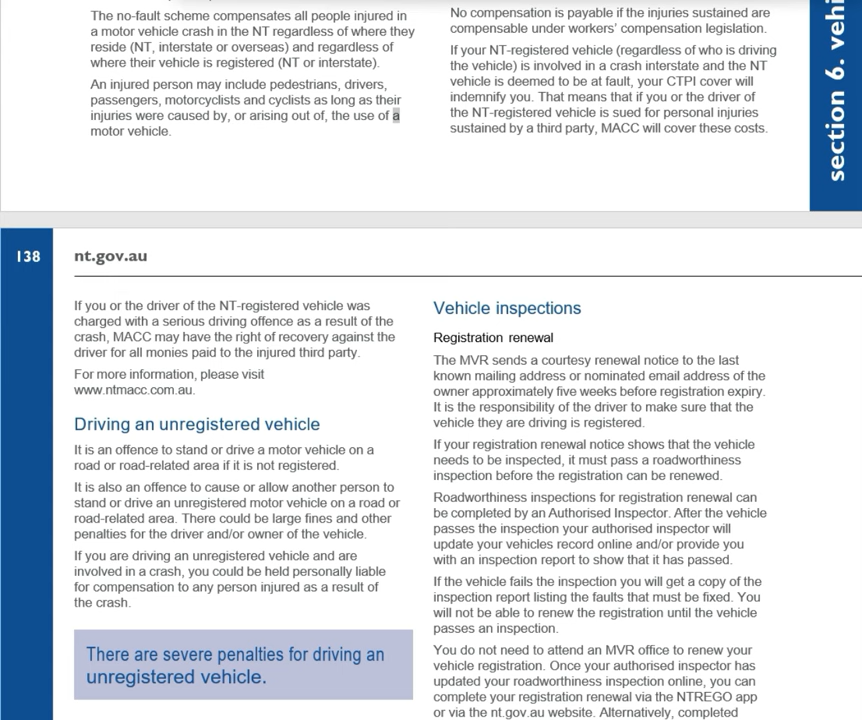 The no-fault scheme compensates all people injured in
a motor vehicle crash in the NT regardless of where they
reside (NT, interstate or overseas) and regardless of
where their vehicle is registered (NT or interstate).
An injured person may include pedestrians, drivers,
passengers, motorcyclists and cyclists as long as their
injuries were caused by, or arising out of, the use of a
motor vehicle.
No compensation is payable if the injuries sustained are
compensable under workers' compensation legislation.
If your NT-registered vehicle (regardless of who is driving
the vehicle) is involved in a crash interstate and the NT
vehicle is deemed to be at fault, your CTPI cover will
indemnify you. That means that if you or the driver of
the NT-registered vehicle is sued for personal injuries
sustained by a third party, MACC will cover these costs.
section 6. vehi
138
nt.gov.au
If you or the driver of the NT-registered vehicle was
charged with a serious driving offence as a result of the
crash, MACC may have the right of recovery against the
driver for all monies paid to the injured third party.
For more information, please visit
www.ntmacc.com.au.
Driving an unregistered vehicle
It is an offence to stand or drive a motor vehicle on a
road or road-related area if it is not registered.
It is also an offence to cause or allow another person to
stand or drive an unregistered motor vehicle on a road or
road-related area. There could be large fines and other
penalties for the driver and/or owner of the vehicle.
If you are driving an unregistered vehicle and are
involved in a crash, you could be held personally liable
for compensation to any person injured as a result of
the crash.
There are severe penalties for driving an
unregistered vehicle.
Vehicle inspections
Registration renewal
The MVR sends a courtesy renewal notice to the last
known mailing address or nominated email address of the
owner approximately five weeks before registration expiry.
It is the responsibility of the driver to make sure that the
vehicle they are driving is registered.
If your registration renewal notice shows that the vehicle
needs to be inspected, it must pass a roadworthiness
inspection before the registration can be renewed.
Roadworthiness inspections for registration renewal can
be completed by an Authorised Inspector. After the vehicle
passes the inspection your authorised inspector will
update your vehicles record online and/or provide you
with an inspection report to show that it has passed.
If the vehicle fails the inspection you will get a copy of the
inspection report listing the faults that must be fixed. You
will not be able to renew the registration until the vehicle
passes an inspection.
You do not need to attend an MVR office to renew your
vehicle registration. Once your authorised inspector has
updated your roadworthiness inspection online, you can
complete your registration renewal via the NTREGO app
or via the nt.gov.au website. Alternatively, completed